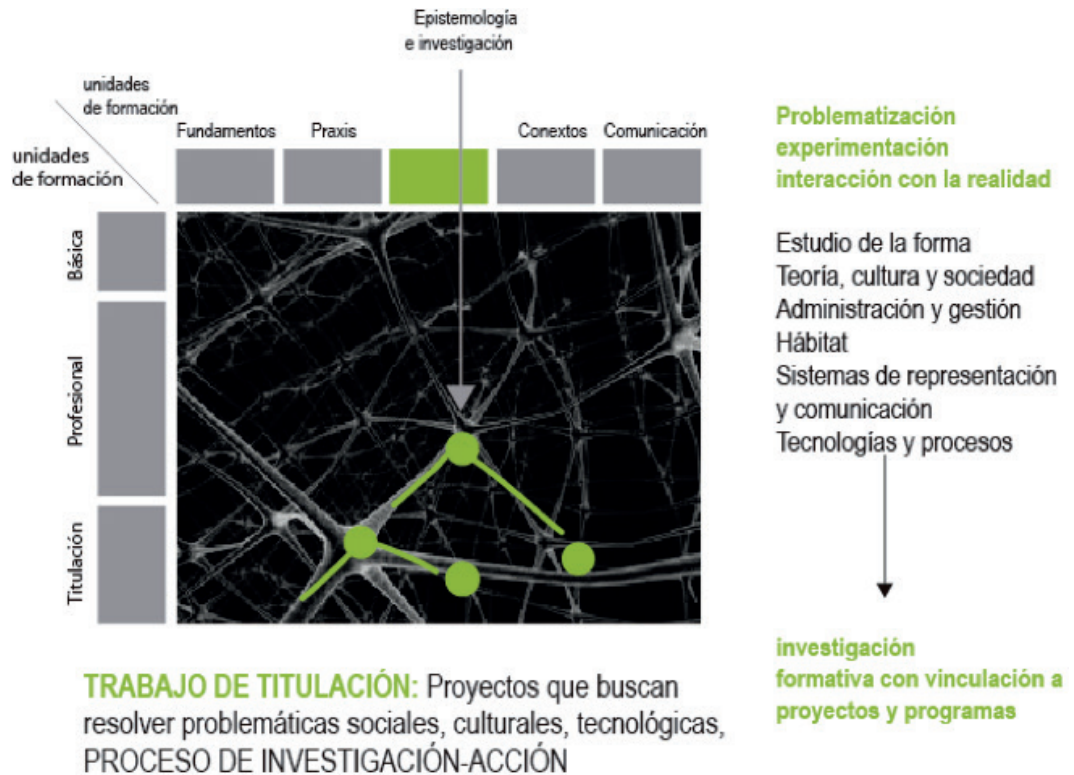 Epistemología
e investigación
unidades
de formación
unidades
de formación
Fundamentos
Praxis
Conextos
Comunicación
Básica
Profesional
Titulación
Problematización
experimentación
interacción con la realidad
Estudio de la forma
Teoría, cultura y sociedad
Administración y gestión
Hábitat
Sistemas de representación
y comunicación
Tecnologías y procesos
investigación
formativa con vinculación a
proyectos y programas
TRABAJO DE TITULACIÓN: Proyectos que buscan
resolver problemáticas sociales, culturales, tecnológicas,
PROCESO DE INVESTIGACIÓN-ACCIÓN